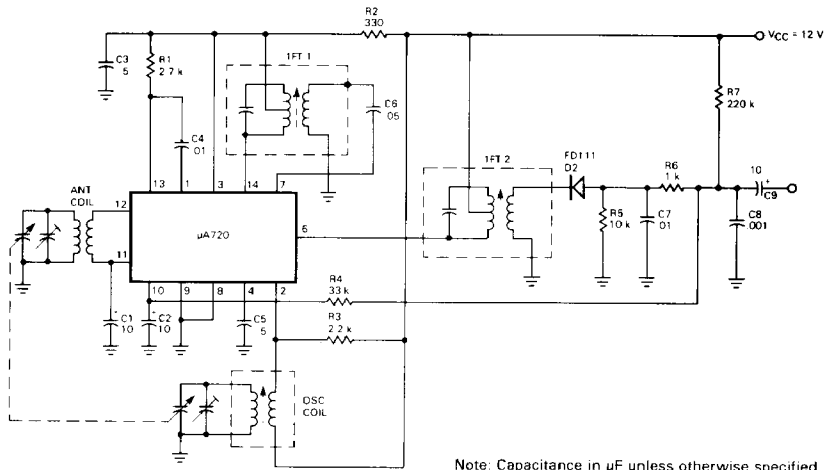 R2
330
VCC = 12 V
C3
5
R1
2.7 k
1FT 1
C6
05
R7
220 k
C4
01
13
1
3
14
7
1FT 2
FD111
D2
R6
1 k
10
+
C9
ANT
COIL
12
μA720
6
R5
10 k
C7
01
C8
001
11
10
9
8
4
2
R4
33 k
R3
2.2 k
+
C1
10
+
C2
10
C5
5
OSC
COIL
Note: Capacitance in μF unless otherwise specified